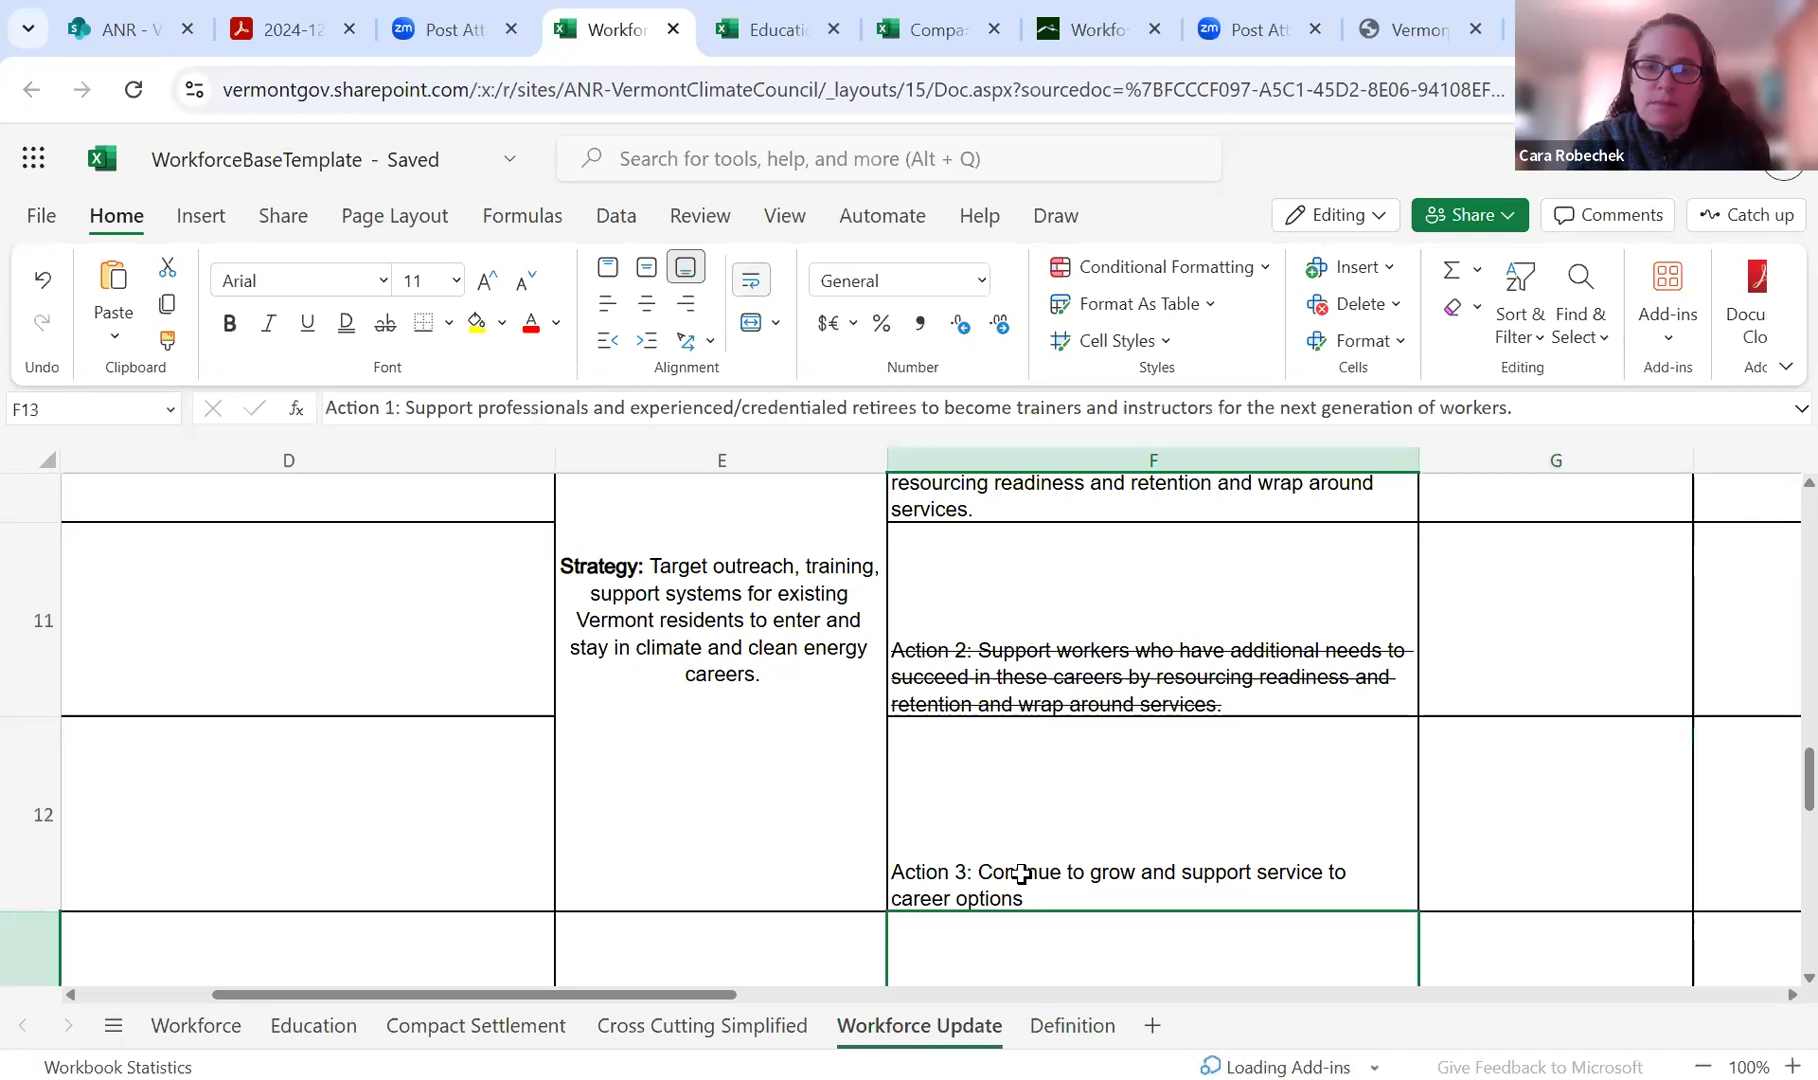 ANR - V
2024-12
Post Att
Workfor
Educati
Compa
Workfo
Post Att
Vermon
vermontgov.sharepoint.com/:x:/r/sites/ANR-VermontClimateCouncil/_layouts/15/Doc.aspx?sourcedoc=%7BFCCCF097-A5C1-45D2-8E06-94108EF...
Cara Robechek
WorkforceBaseTemplate - Saved
Search for tools, help, and more (Alt + Q)
File Home Insert Share Page Layout Formulas Data Review View Automate Help Draw
Editing Share Comments Catch up
Arial 11 General
Conditional Formatting Insert
Paste Format As Table Delete Sort & Find & Add-ins Docu
Filter Select Clo
Cell Styles Format
Undo Clipboard Font Alignment Number Styles Cells Editing Add-ins Adc
F13 fx Action 1: Support professionals and experienced/credentialed retirees to become trainers and instructors for the next generation of workers.
D E F G
resourcing readiness and retention and wrap around
services.
11
Strategy: Target outreach, training,
support systems for existing
Vermont residents to enter and
stay in climate and clean energy
careers.
Action 2: Support workers who have additional needs to
succeed in these careers by resourcing readiness and
retention and wrap around services.
12
Action 3: Continue to grow and support service to
career options
Workforce Education Compact Settlement Cross Cutting Simplified Workforce Update Definition
Workbook Statistics Loading Add-ins Give Feedback to Microsoft 100%